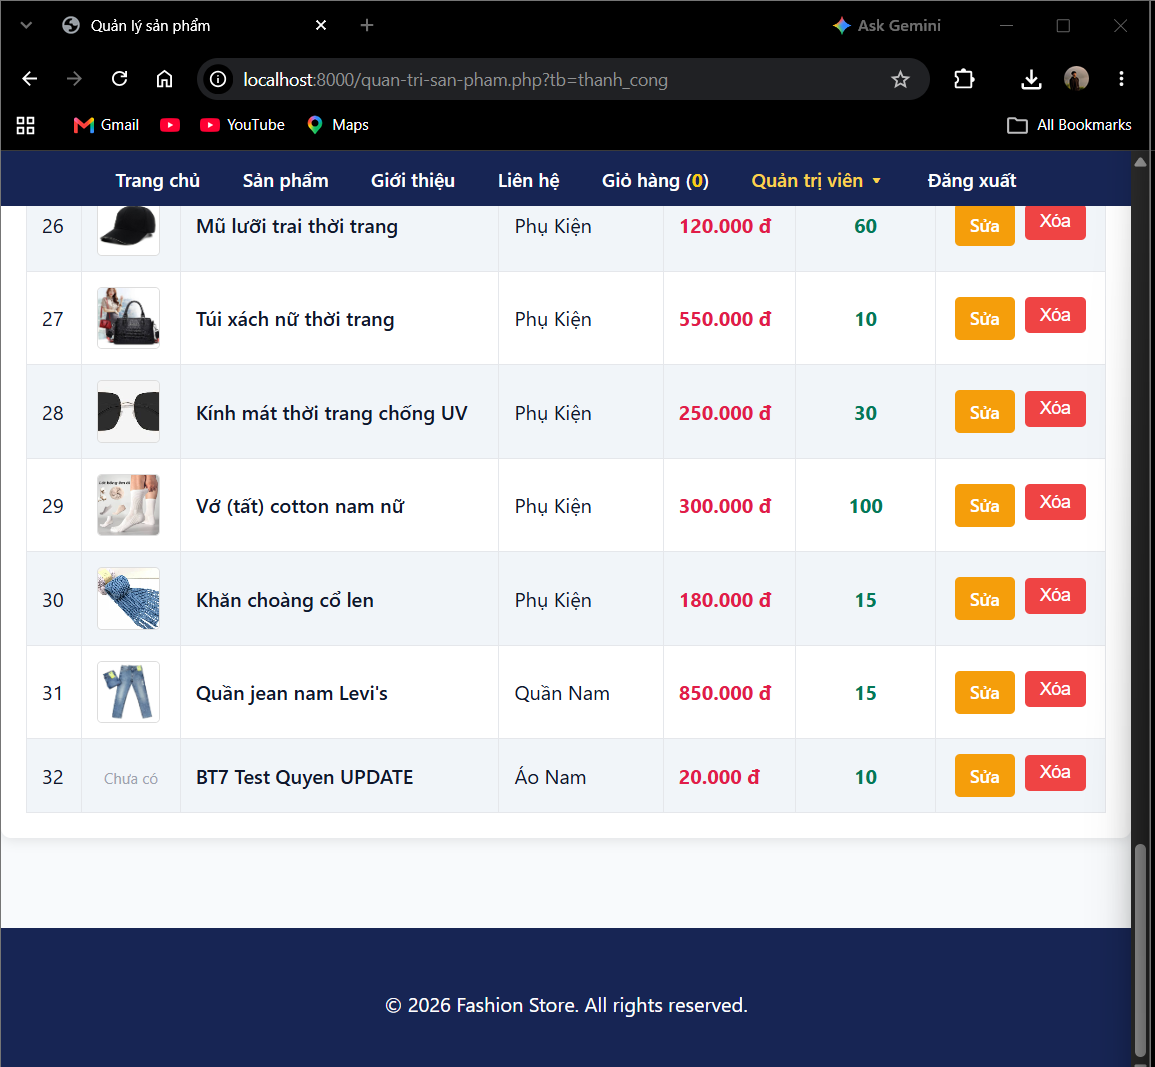 Quản lý sản phẩm
Ask Gemini
localhost:8000/quan-tri-san-pham.php?tb=thanh_cong
Gmail YouTube Maps All Bookmarks
Trang chủ Sản phẩm Giới thiệu Liên hệ Giỏ hàng (0) Quản trị viên Đăng xuất
26 Mũ lưỡi trai thời trang Phụ Kiện 120.000 đ 60 Sửa Xóa
27 Túi xách nữ thời trang Phụ Kiện 550.000 đ 10 Sửa Xóa
28 Kính mát thời trang chống UV Phụ Kiện 250.000 đ 30 Sửa Xóa
29 Vớ (tất) cotton nam nữ Phụ Kiện 300.000 đ 100 Sửa Xóa
30 Khăn choàng cổ len Phụ Kiện 180.000 đ 15 Sửa Xóa
31 Quần jean nam Levi's Quần Nam 850.000 đ 15 Sửa Xóa
32 Chưa có BT7 Test Quyen UPDATE Áo Nam 20.000 đ 10 Sửa Xóa
© 2026 Fashion Store. All rights reserved.